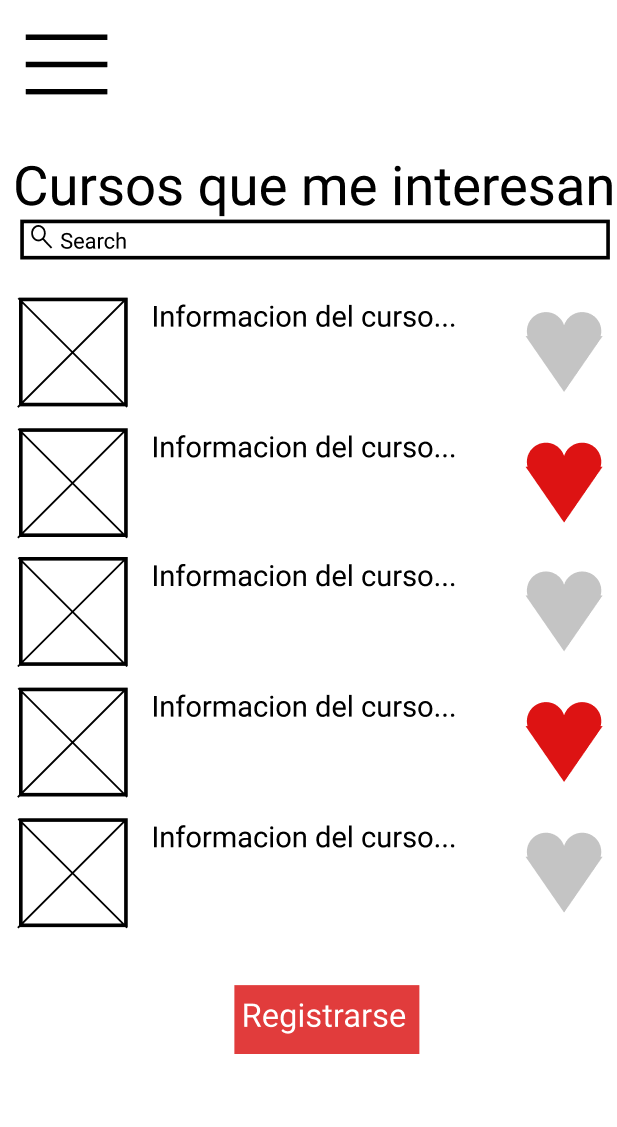 Cursos que me interesan
Search
Informacion del curso...
Informacion del curso...
Informacion del curso...
Informacion del curso...
Informacion del curso...
Registrarse